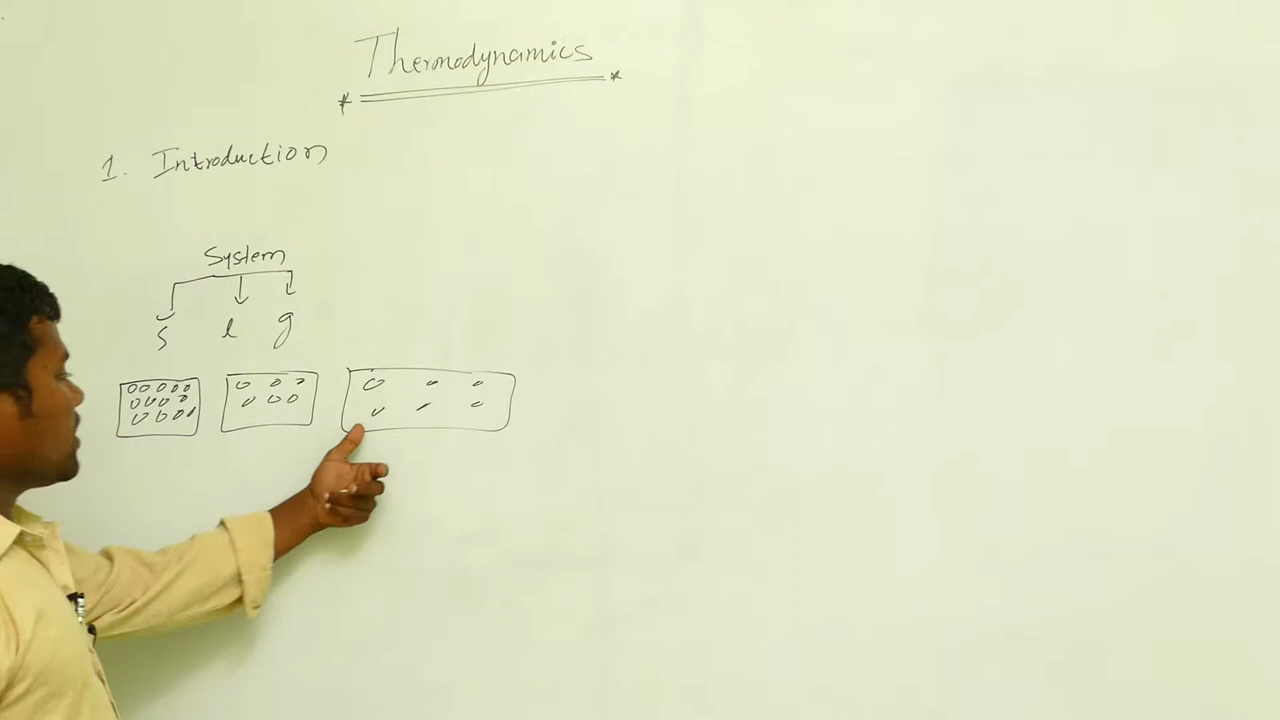 Thermodynamics
1. Introduction
System
s l g